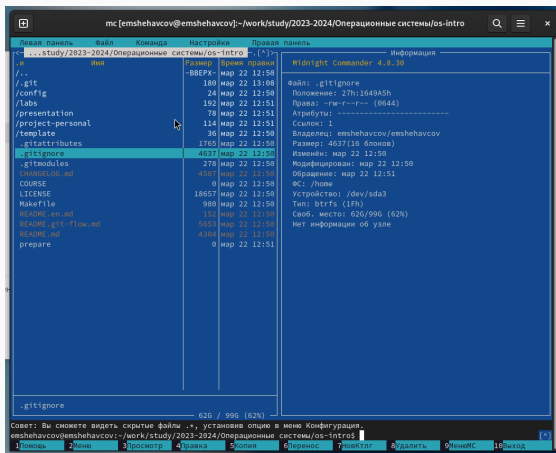 mc [emshehavcov@emshehavcov]:~/work/study/2023-2024/Операционные системы/os-intro
Левая панель Файл Команда Настройки Правая панель
<─ ...study/2023-2024/Операционные системы/os-intro ─.[^]>
.и Имя Размер Время правки
/.. -ВВЕРХ- мар 22 12:50
/.git 180 мар 22 13:08
/config 24 мар 22 12:50
/labs 192 мар 22 12:51
/presentation 78 мар 22 12:51
/project-personal 114 мар 22 12:51
/template 36 мар 22 12:50
.gitattributes 1765 мар 22 12:50
.gitignore 4637 мар 22 12:50
.gitmodules 278 мар 22 12:50
CHANGELOG.md 4507 мар 22 12:50
COURSE 0 мар 22 12:50
LICENSE 18657 мар 22 12:50
Makefile 980 мар 22 12:50
README.en.md 152 мар 22 12:50
README.git-flow.md 5653 мар 22 12:50
README.md 4304 мар 22 12:50
prepare 0 мар 22 12:51
.gitignore
62G / 99G (62%)
Информация
Midnight Commander 4.8.30
Файл: .gitignore
Положение: 27h:1649A5h
Права: -rw-r--r-- (0644)
Атрибуты: ----------------------
Ссылок: 1
Владелец: emshehavcov/emshehavcov
Размер: 4637(16 блоков)
Изменён: мар 22 12:50
Модифицирован: мар 22 12:50
Обращение: мар 22 12:51
ФС: /home
Устройство: /dev/sda3
Тип: btrfs (1Fh)
Своб. место: 62G/99G (62%)
Нет информации об узле
Совет: Вы сможете видеть скрытые файлы .*, установив опцию в меню Конфигурация.
emshehavcov@emshehavcov:~/work/study/2023-2024/Операционные системы/os-intro$ [^]
1Помощь 2Меню 3Просмотр 4Правка 5Копия 6Перенос 7НовКтлг 8Удалить 9МенюМС 10Выход